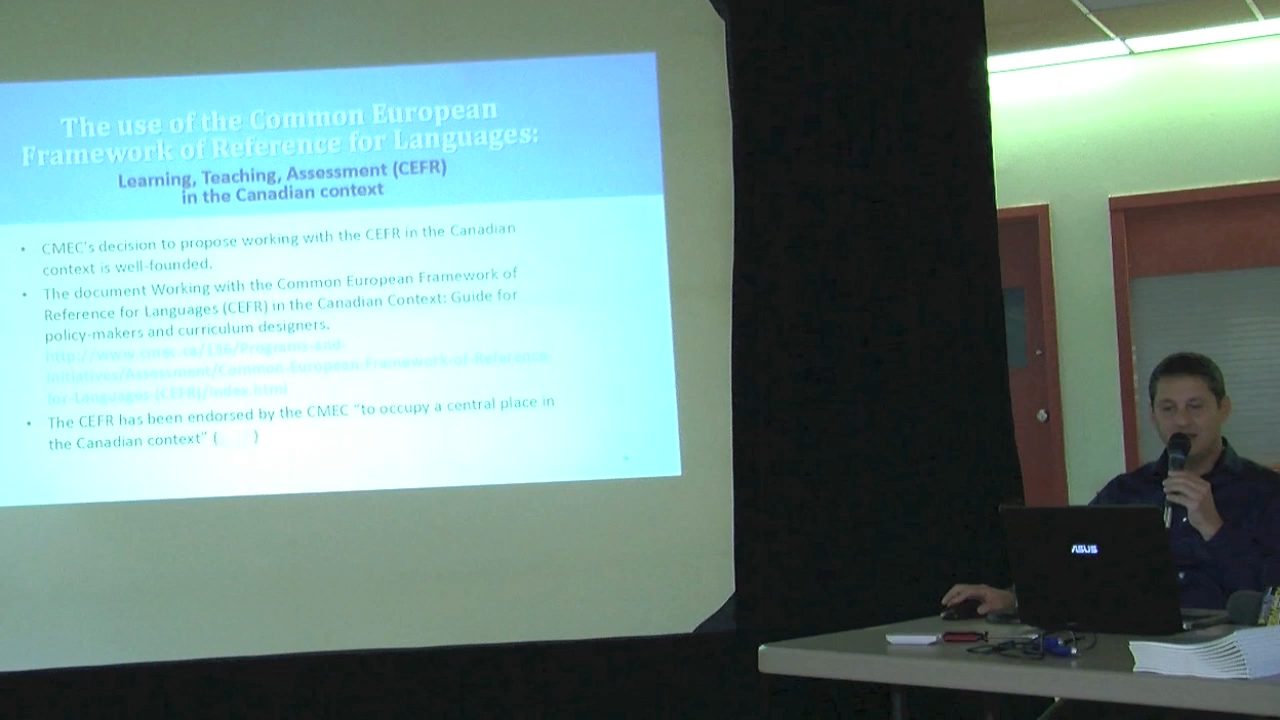 The use of the Common European
Framework of Reference for Languages:
Learning, Teaching, Assessment (CEFR)
in the Canadian context
• CMEC's decision to propose working with the CEFR in the Canadian
context is well-founded.
• The document Working with the Common European Framework of
Reference for Languages (CEFR) in the Canadian Context: Guide for
policy-makers and curriculum designers.
http://www.cmec.ca/136/Programs-and-
Initiatives/Assessment/Common-European-Framework-of-Reference-
for-Languages-(CEFR)/index.html
• The CEFR has been endorsed by the CMEC "to occupy a central place in
the Canadian context" ( )
ASUS